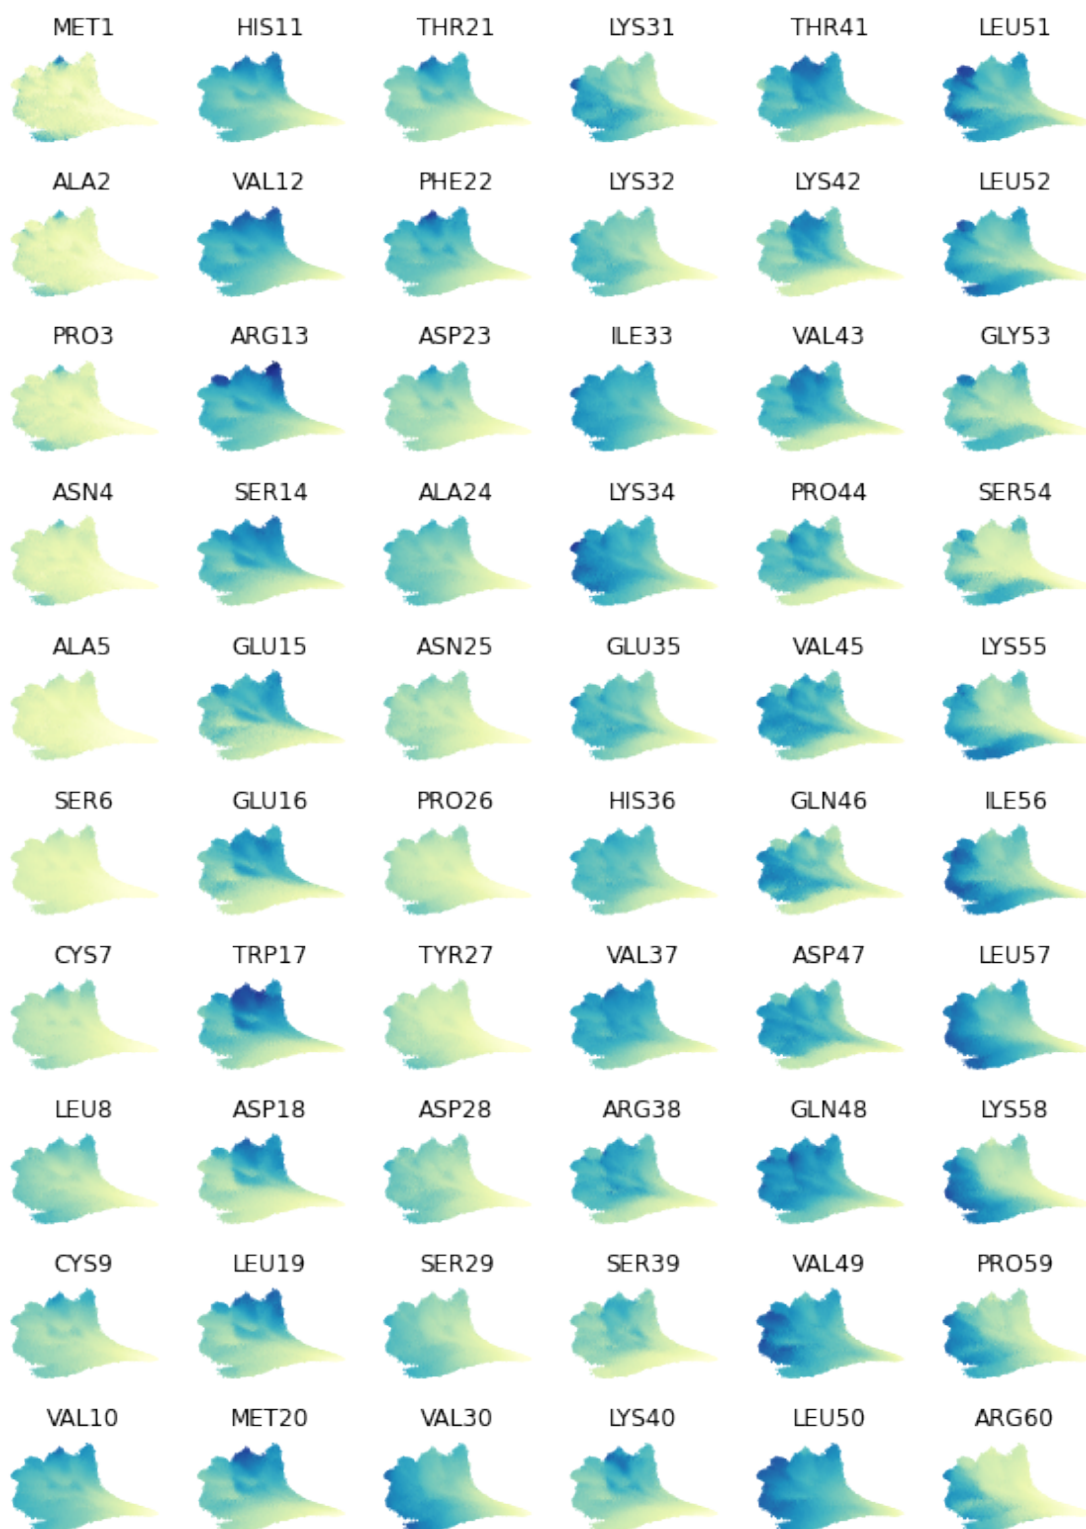 MET1 HIS11 THR21 LYS31 THR41 LEU51
ALA2 VAL12 PHE22 LYS32 LYS42 LEU52
PRO3 ARG13 ASP23 ILE33 VAL43 GLY53
ASN4 SER14 ALA24 LYS34 PRO44 SER54
ALA5 GLU15 ASN25 GLU35 VAL45 LYS55
SER6 GLU16 PRO26 HIS36 GLN46 ILE56
CYS7 TRP17 TYR27 VAL37 ASP47 LEU57
LEU8 ASP18 ASP28 ARG38 GLN48 LYS58
CYS9 LEU19 SER29 SER39 VAL49 PRO59
VAL10 MET20 VAL30 LYS40 LEU50 ARG60